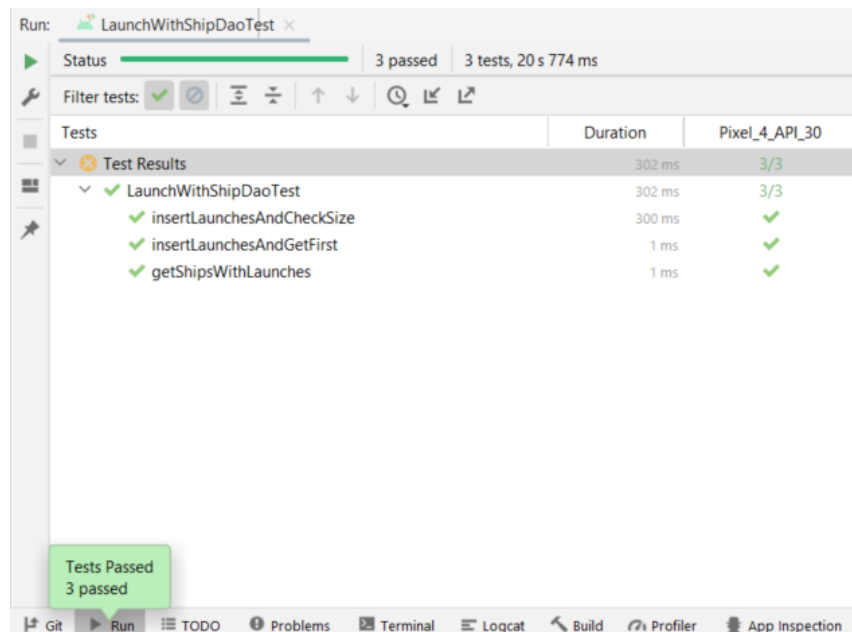 Run: LaunchWithShipDaoTest
Status 3 passed 3 tests, 20 s 774 ms
Filter tests:
Tests Duration Pixel_4_API_30
Test Results 302 ms 3/3
LaunchWithShipDaoTest 302 ms 3/3
insertLaunchesAndCheckSize 300 ms
insertLaunchesAndGetFirst 1 ms
getShipsWithLaunches 1 ms
Tests Passed
3 passed
Git Run TODO Problems Terminal Logcat Build Profiler App Inspection